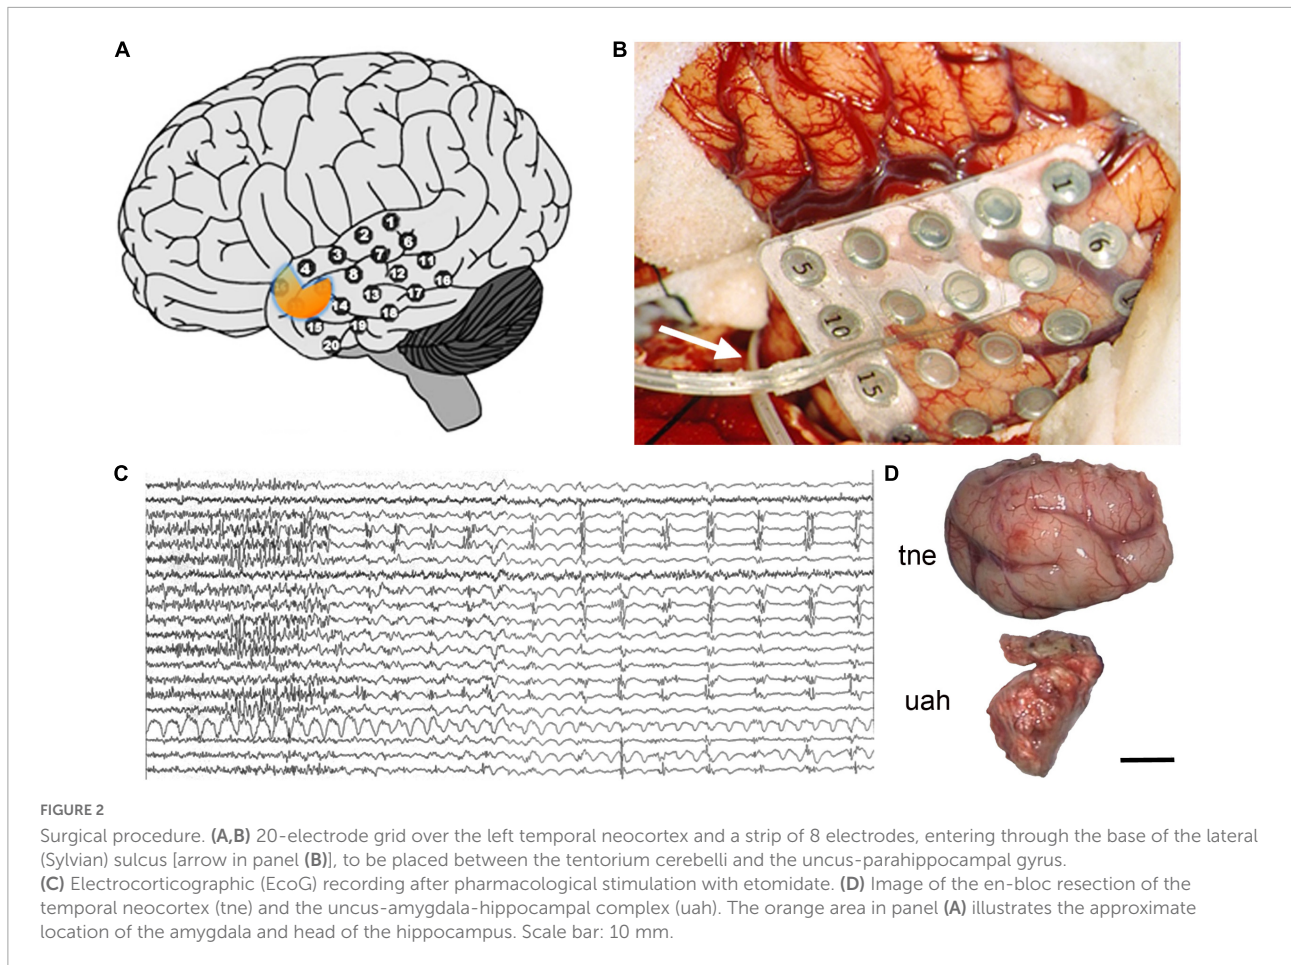 A
B
1
2
6
3
7
11
4
8
12
16
13
17
14
18
15
19
20
1
6
5
10
15
C
D
tne
uah
FIGURE 2
Surgical procedure. (A,B) 20-electrode grid over the left temporal neocortex and a strip of 8 electrodes, entering through the base of the lateral
(Sylvian) sulcus [arrow in panel (B)], to be placed between the tentorium cerebelli and the uncus-parahippocampal gyrus.
(C) Electrocorticographic (EcoG) recording after pharmacological stimulation with etomidate. (D) Image of the en-bloc resection of the
temporal neocortex (tne) and the uncus-amygdala-hippocampal complex (uah). The orange area in panel (A) illustrates the approximate
location of the amygdala and head of the hippocampus. Scale bar: 10 mm.